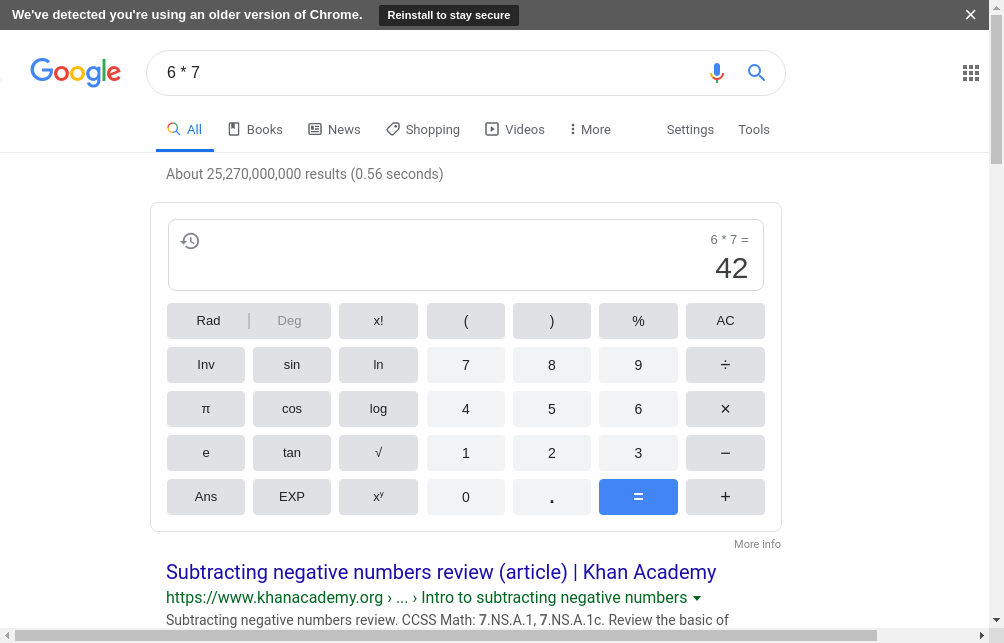 We've detected you're using an older version of Chrome. Reinstall to stay secure
Google 6 * 7
All Books News Shopping Videos More Settings Tools
About 25,270,000,000 results (0.56 seconds)
6 * 7 =
42
Rad Deg x! ( ) % AC
Inv sin ln 7 8 9 ÷
π cos log 4 5 6 ×
e tan √ 1 2 3 −
Ans EXP xʸ 0 . = +
More info
Subtracting negative numbers review (article) | Khan Academy
https://www.khanacademy.org › ... › Intro to subtracting negative numbers
Subtracting negative numbers review. CCSS Math: 7.NS.A.1, 7.NS.A.1c. Review the basic of